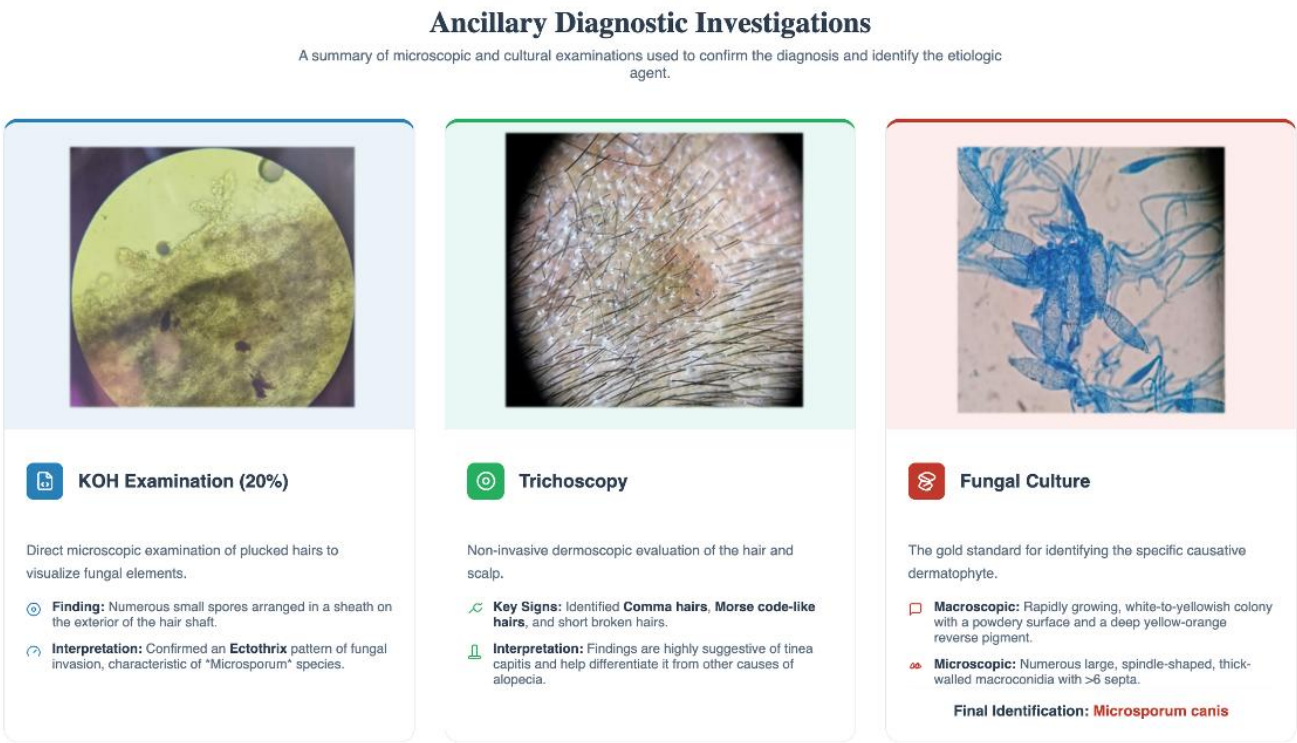 Ancillary Diagnostic Investigations
A summary of microscopic and cultural examinations used to confirm the diagnosis and identify the etiologic
agent.
KOH Examination (20%)
Direct microscopic examination of plucked hairs to
visualize fungal elements.
Finding: Numerous small spores arranged in a sheath on
the exterior of the hair shaft.
Interpretation: Confirmed an Ectothrix pattern of fungal
invasion, characteristic of *Microsporum* species.
Trichoscopy
Non-invasive dermoscopic evaluation of the hair and
scalp.
Key Signs: Identified Comma hairs, Morse code-like
hairs, and short broken hairs.
Interpretation: Findings are highly suggestive of tinea
capitis and help differentiate it from other causes of
alopecia.
Fungal Culture
The gold standard for identifying the specific causative
dermatophyte.
Macroscopic: Rapidly growing, white-to-yellowish colony
with a powdery surface and a deep yellow-orange
reverse pigment.
Microscopic: Numerous large, spindle-shaped, thick-
walled macroconidia with >6 septa.
Final Identification: Microsporum canis